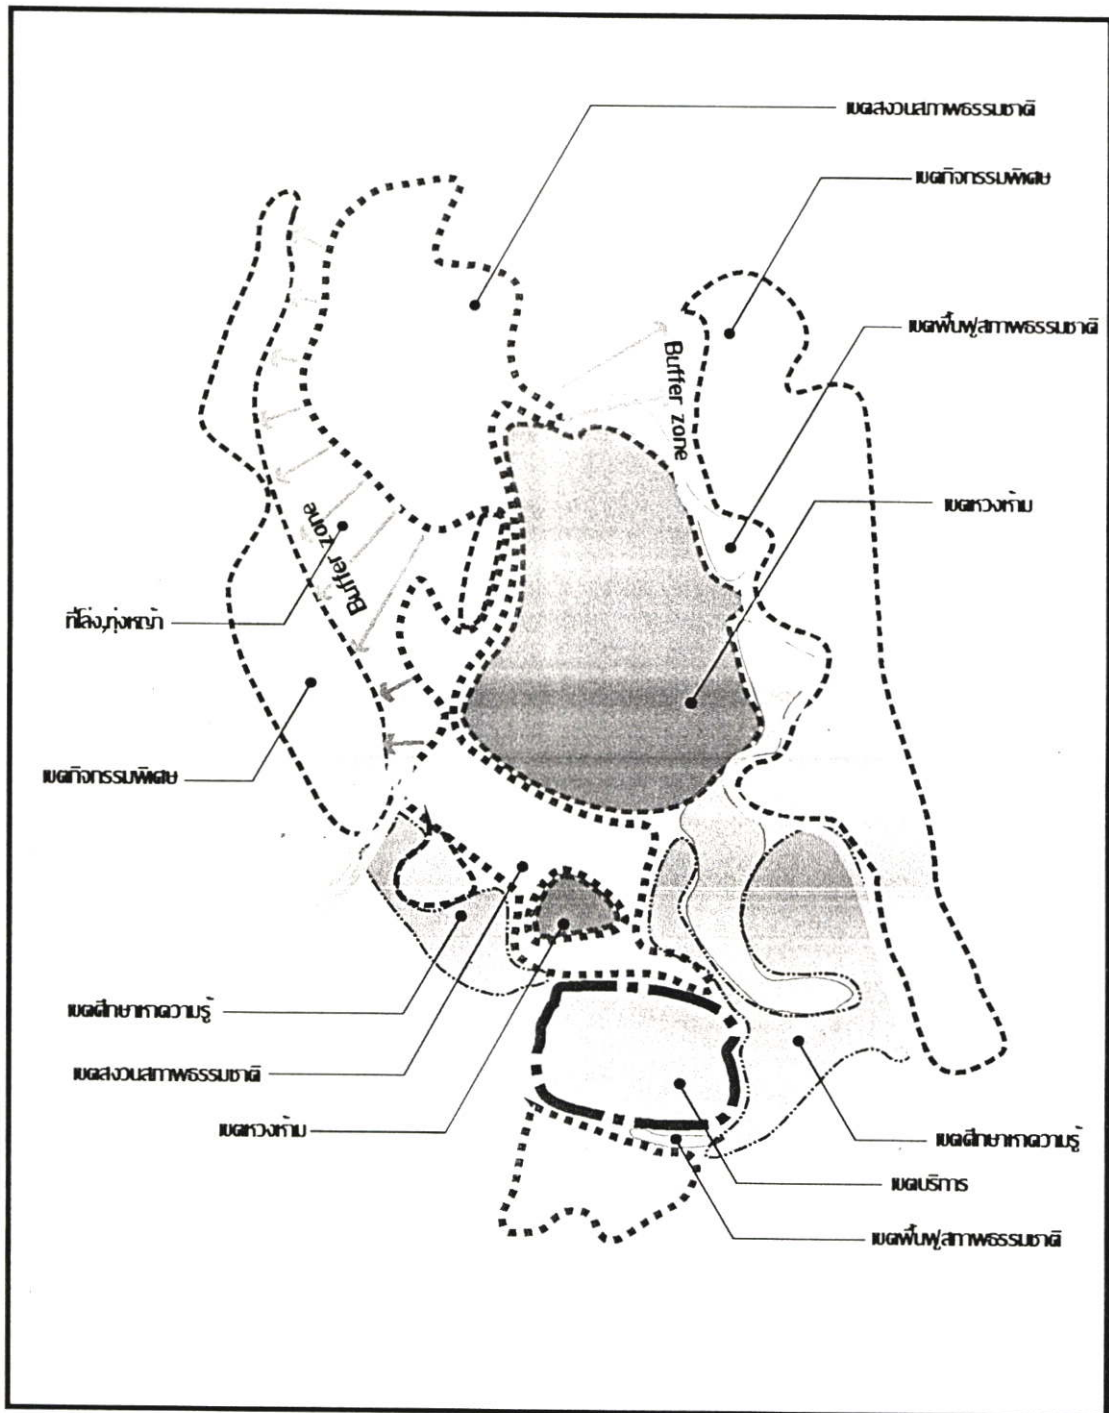 เขตสงวนสภาพธรรมชาติ
เขตกิจกรรมพิเศษ
เขตฟื้นฟูสภาพธรรมชาติ
Buffer zone
เขตหวงห้าม
Buffer zone
ที่โล่ง,ทุ่งหญ้า
เขตกิจกรรมพิเศษ
เขตศึกษาหาความรู้
เขตสงวนสภาพธรรมชาติ
เขตหวงห้าม
เขตศึกษาหาความรู้
เขตบริการ
เขตฟื้นฟูสภาพธรรมชาติ